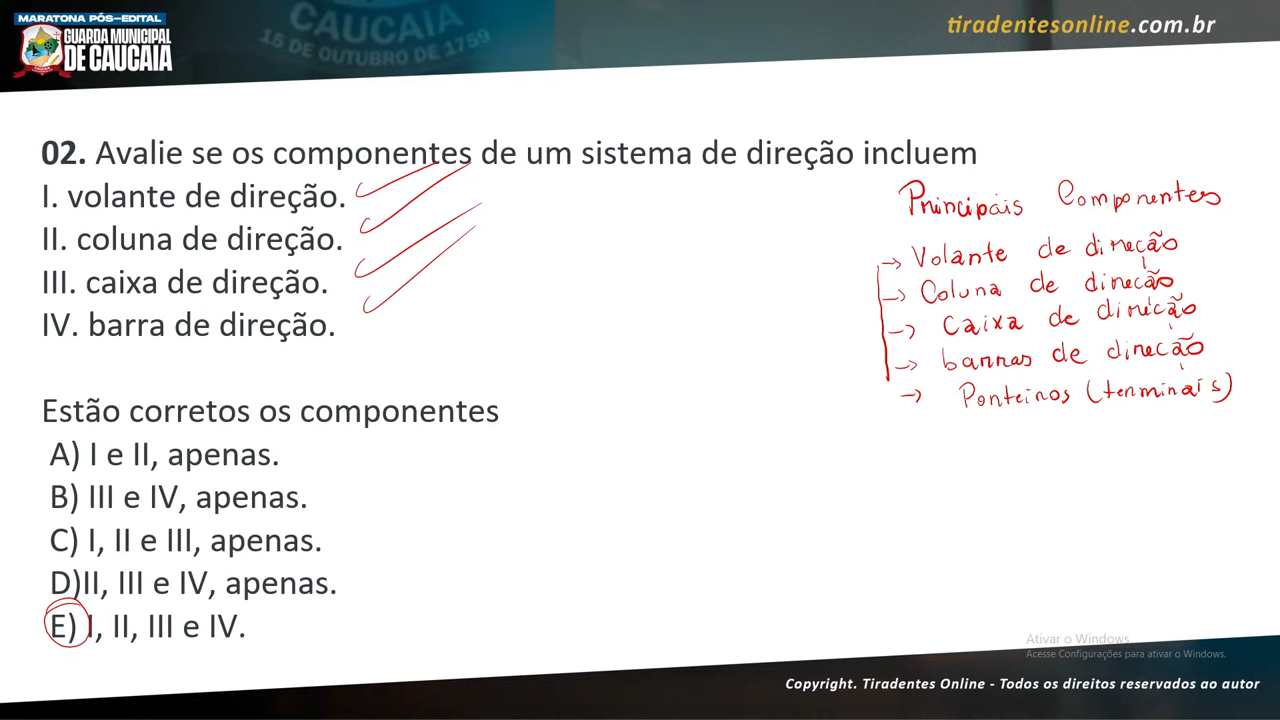 MARATONA PÓS-EDITAL
GUARDA MUNICIPAL
DE CAUCAIA
CAUCAIA
15 DE OUTUBRO DE 1759
tiradentesonline.com.br
02. Avalie se os componentes de um sistema de direção incluem
I. volante de direção.
II. coluna de direção.
III. caixa de direção.
IV. barra de direção.
Estão corretos os componentes
A) I e II, apenas.
B) III e IV, apenas.
C) I, II e III, apenas.
D)II, III e IV, apenas.
E) I, II, III e IV.
Principais Componentes
→ Volante de direção
→ Coluna de direção
→ Caixa de direção
→ barras de direção
→ Ponteiros (terminais)
Ativar o Windows
Acesse Configurações para ativar o Windows.
Copyright. Tiradentes Online - Todos os direitos reservados ao autor